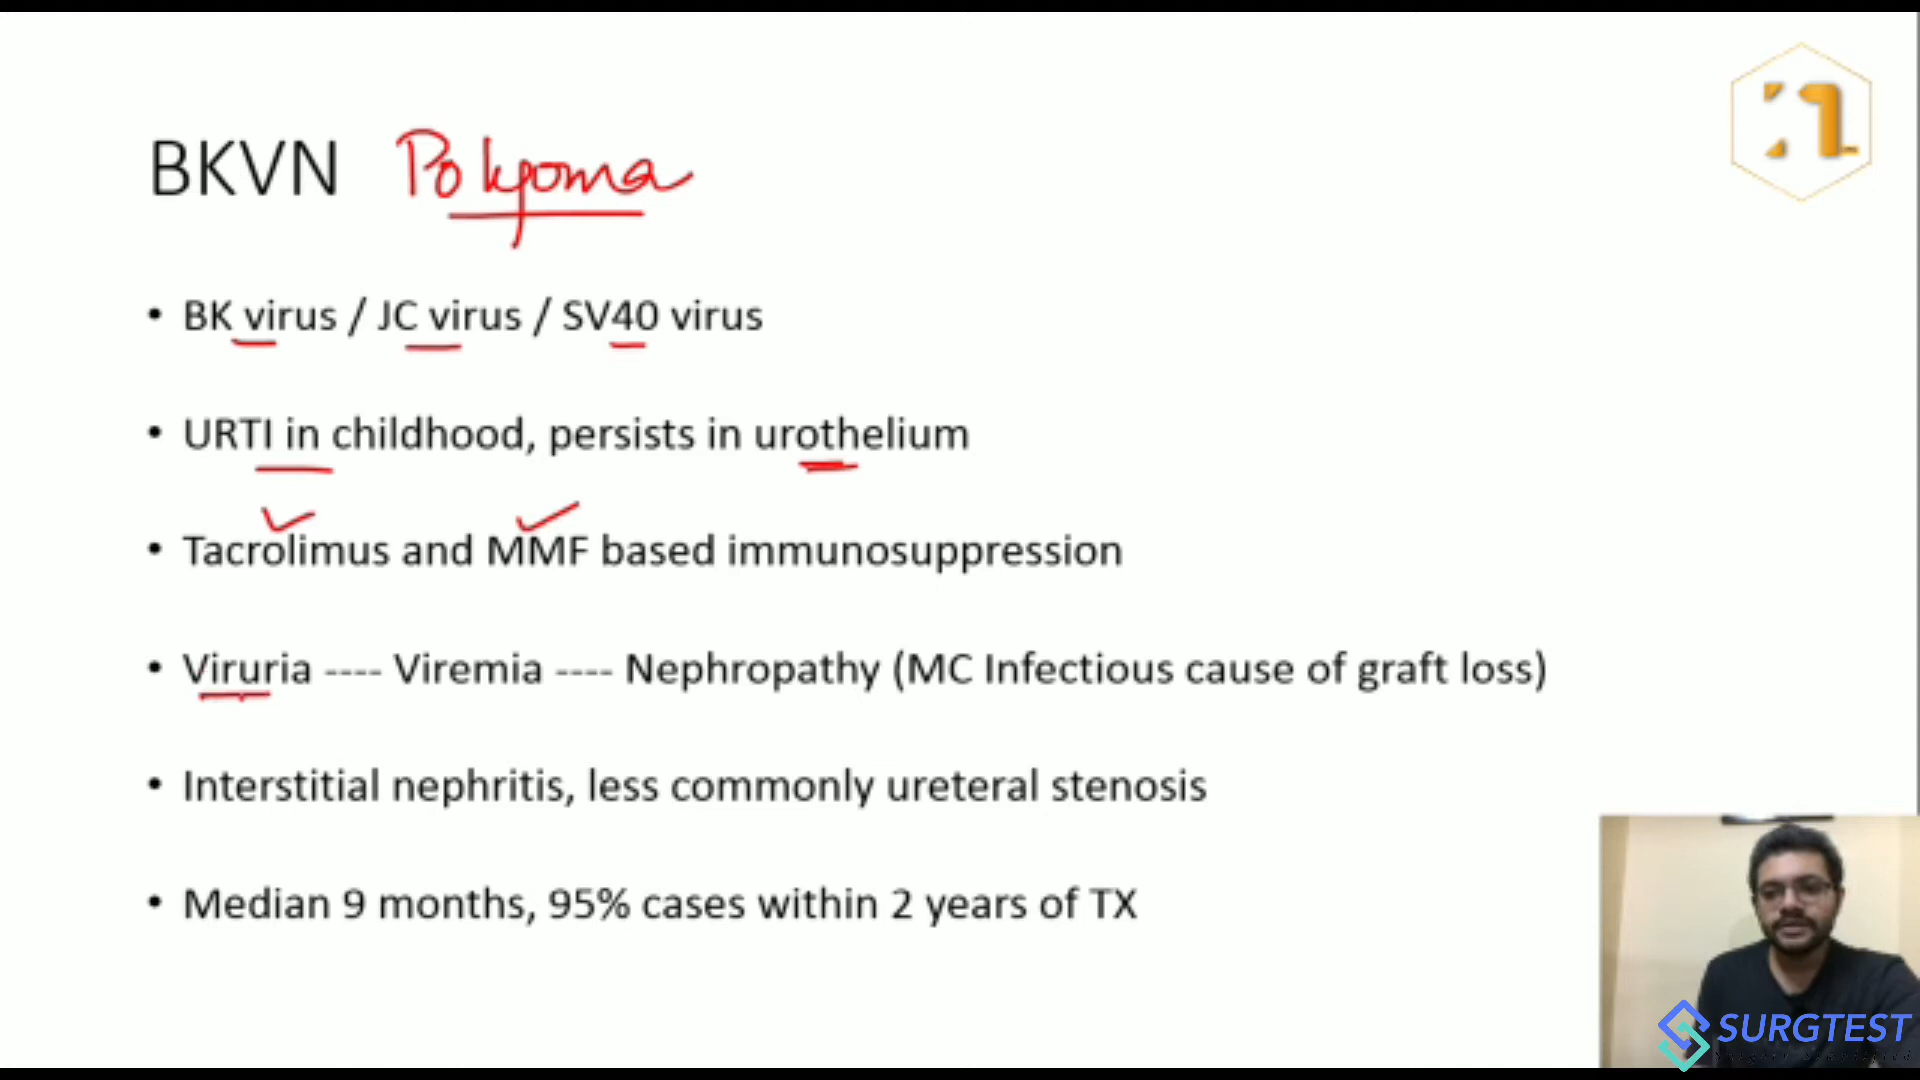 BKVN Polyoma
• BK virus / JC virus / SV40 virus
• URTI in childhood, persists in urothelium
• Tacrolimus and MMF based immunosuppression
• Viruria ---- Viremia ---- Nephropathy (MC Infectious cause of graft loss)
• Interstitial nephritis, less commonly ureteral stenosis
• Median 9 months, 95% cases within 2 years of TX
SURGTEST